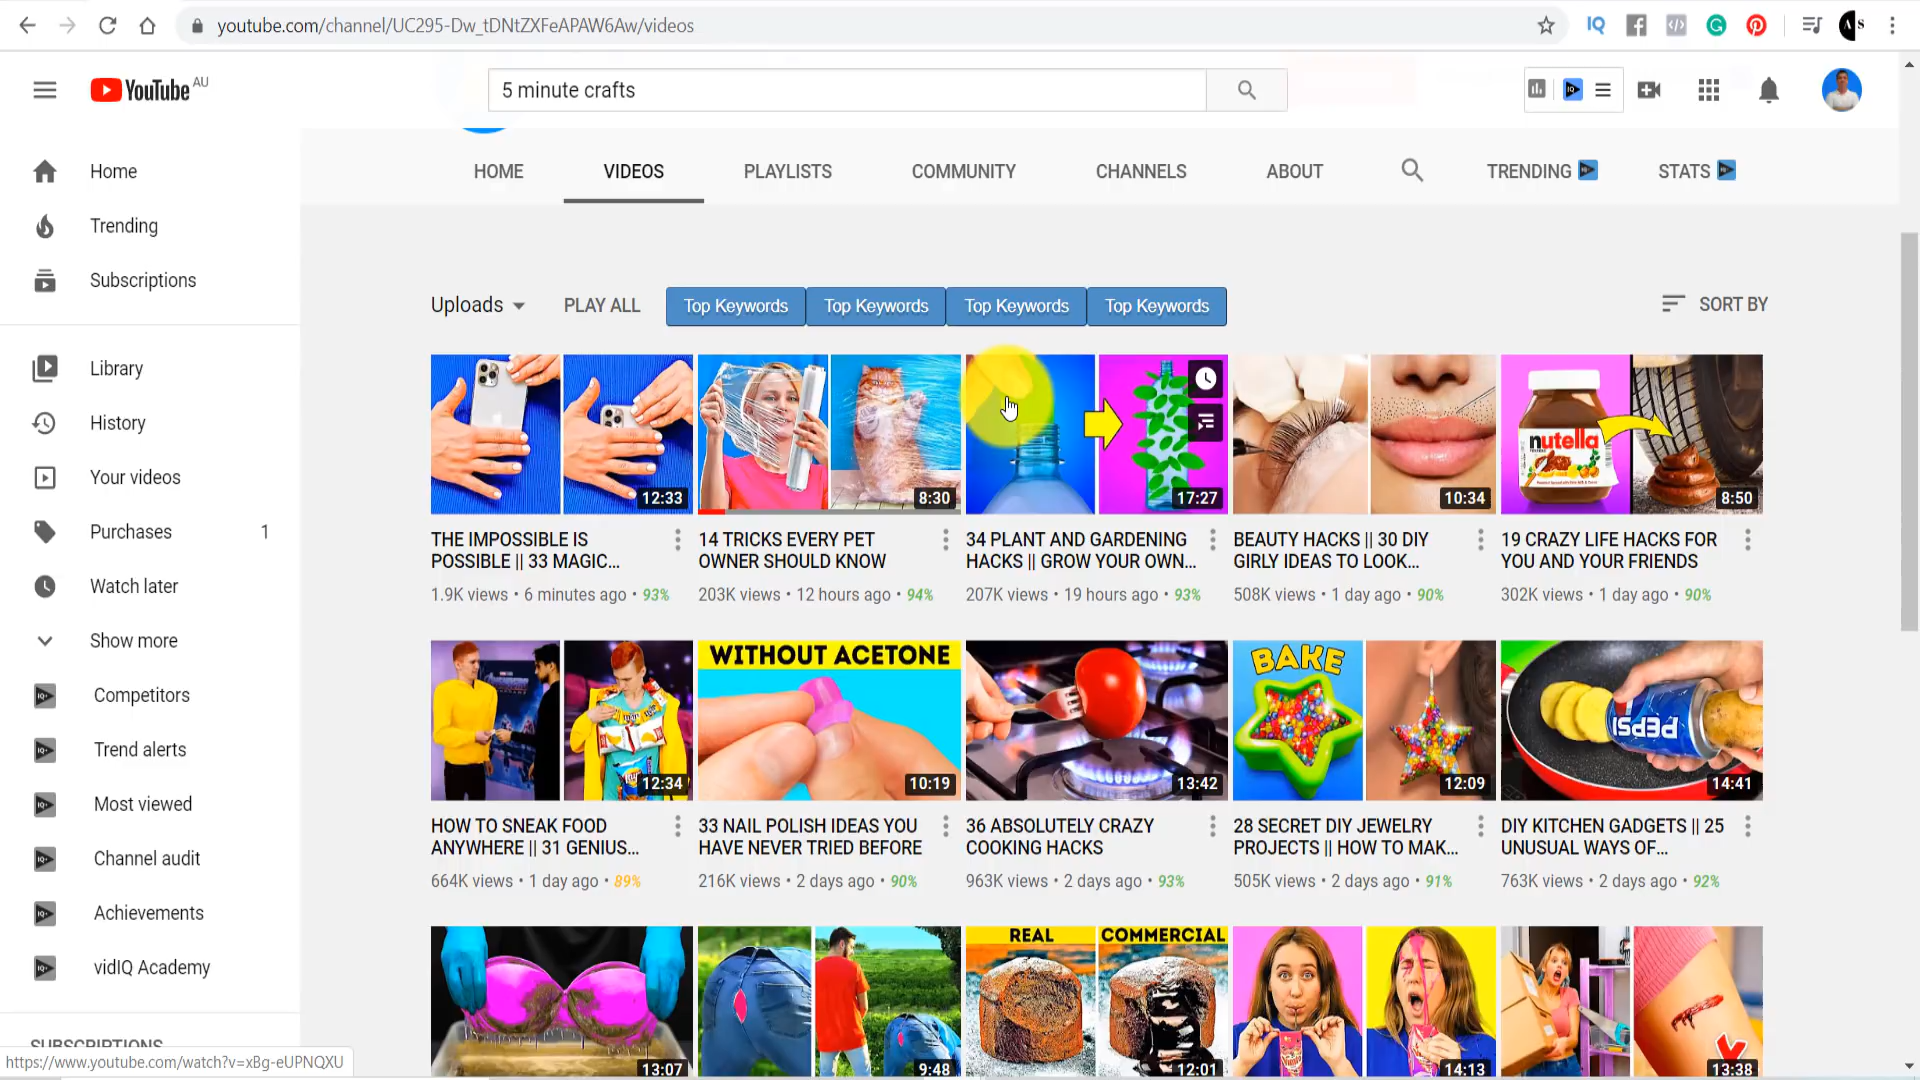 youtube.com/channel/UC295-Dw_tDNtZXFeAPAW6Aw/videos
YouTube AU
5 minute crafts
Home
Trending
Subscriptions
Library
History
Your videos
Purchases 1
Watch later
Show more
Competitors
Trend alerts
Most viewed
Channel audit
Achievements
vidIQ Academy
SUBSCRIPTIONS
https://www.youtube.com/watch?v=xBg-eUPNQXU
HOME VIDEOS PLAYLISTS COMMUNITY CHANNELS ABOUT TRENDING STATS
Uploads PLAY ALL Top Keywords Top Keywords Top Keywords Top Keywords SORT BY
12:33
THE IMPOSSIBLE IS
POSSIBLE || 33 MAGIC...
1.9K views • 6 minutes ago • 93%
8:30
14 TRICKS EVERY PET
OWNER SHOULD KNOW
203K views • 12 hours ago • 94%
17:27
34 PLANT AND GARDENING
HACKS || GROW YOUR OWN...
207K views • 19 hours ago • 93%
10:34
BEAUTY HACKS || 30 DIY
GIRLY IDEAS TO LOOK...
508K views • 1 day ago • 90%
nutella
8:50
19 CRAZY LIFE HACKS FOR
YOU AND YOUR FRIENDS
302K views • 1 day ago • 90%
12:34
HOW TO SNEAK FOOD
ANYWHERE || 31 GENIUS...
664K views • 1 day ago • 89%
WITHOUT ACETONE
10:19
33 NAIL POLISH IDEAS YOU
HAVE NEVER TRIED BEFORE
216K views • 2 days ago • 90%
13:42
36 ABSOLUTELY CRAZY
COOKING HACKS
963K views • 2 days ago • 93%
BAKE
12:09
28 SECRET DIY JEWELRY
PROJECTS || HOW TO MAK...
505K views • 2 days ago • 91%
PEPSI
14:41
DIY KITCHEN GADGETS || 25
UNUSUAL WAYS OF...
763K views • 2 days ago • 92%
13:07
9:48
REAL COMMERCIAL
12:01
14:13
13:38